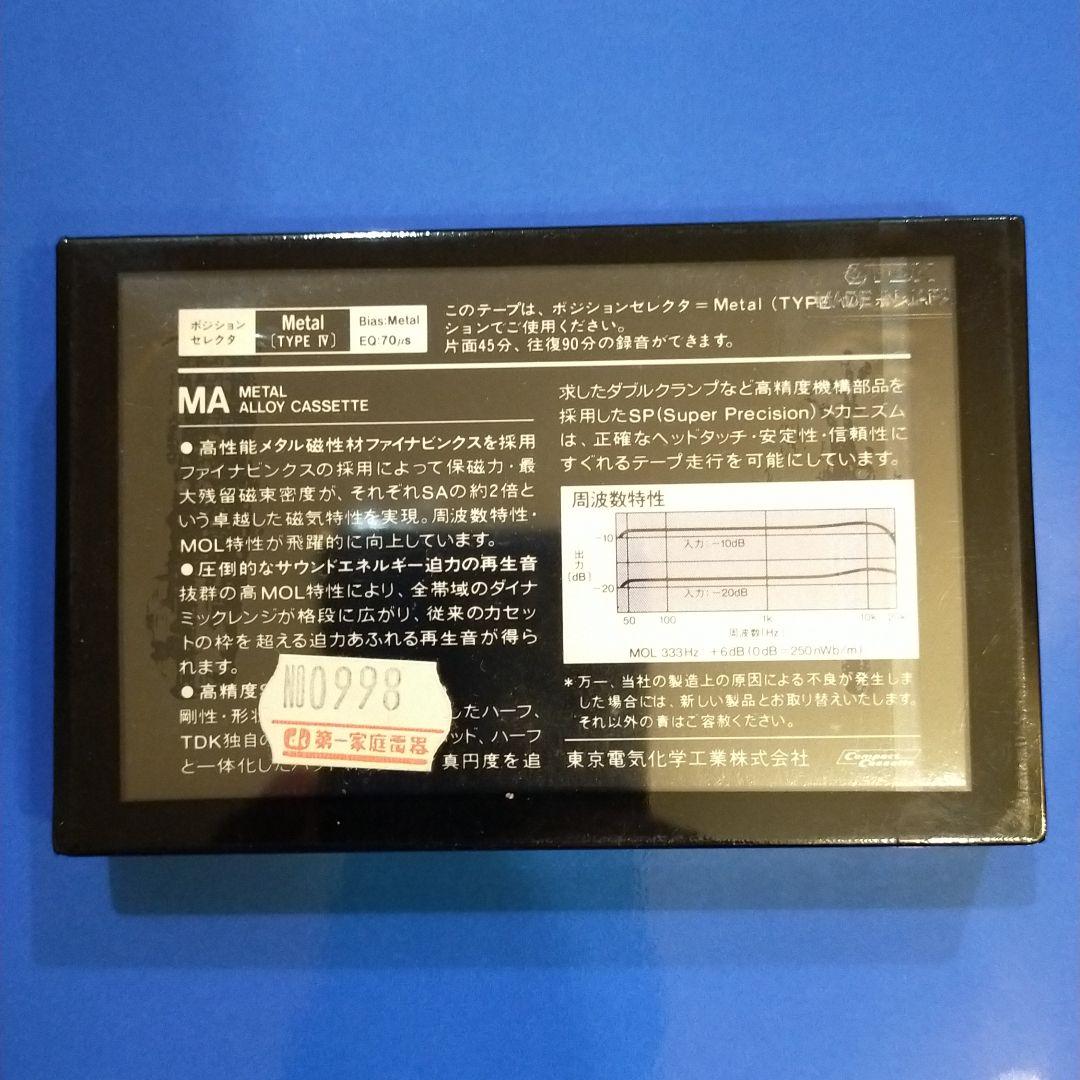 TDK
ポジション
セレクタ
Metal
〔TYPE Ⅳ〕
Bias:Metal
EQ:70μs
このテープは、ポジションセレクタ=Metal (TYPE
ションでご使用ください。
片面45分、往復90分の録音ができます。
MA METAL
ALLOY CASSETTE
●高性能メタル磁性材ファイナビンクスを採用
ファイナビンクスの採用によって保磁力・最
大残留磁束密度が、それぞれSAの約2倍と
いう卓越した磁気特性を実現。周波数特性・
MOL特性が飛躍的に向上しています。
●圧倒的なサウンドエネルギー迫力の再生音
抜群の高MOL特性により、全帯域のダイナ
ミックレンジが格段に広がり、従来のカセッ
トの枠を超える迫力あふれる再生音が得ら
れます。
●高精度
剛性・形 したハーフ、
TDK独自の ッド、ハーフ
と一体化した 真円度を追
NO0998
第一家庭電器
求したダブルクランプなど高精度機構部品を
採用したSP(Super Precision)メカニズム
は、正確なヘッドタッチ・安定性・信頼性に
すぐれるテープ走行を可能にしています。
周波数特性
出力
〔dB〕
-10
入力:-10dB
-20
入力:-20dB
50 100 1k 10k 20k
周波数 Hz
MOL 333Hz:+6dB(0dB=250nWb/m)
*万一、当社の製造上の原因による不良が発生しま
した場合には、新しい製品とお取り替えいたします。
それ以外の責はご容赦ください。
東京電気化学工業株式会社
Compact
Cassette